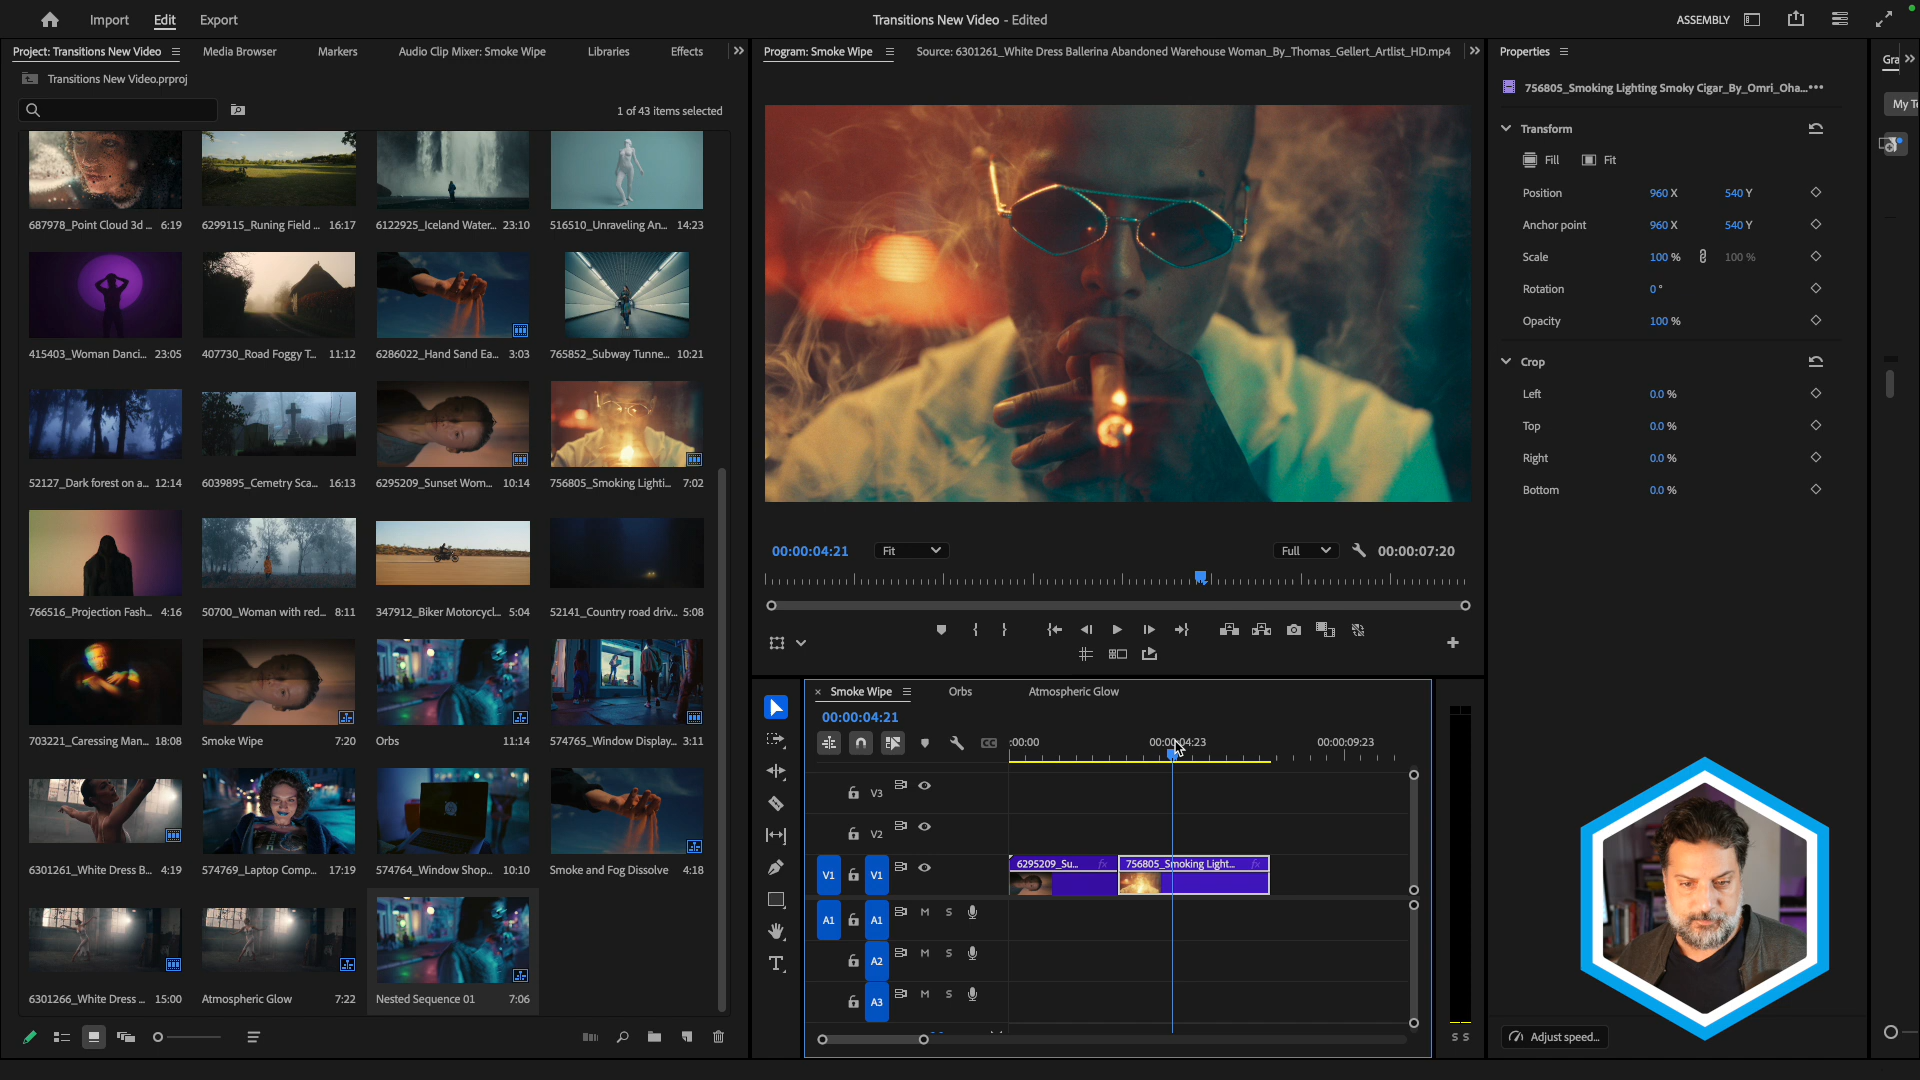 Import
Edit
Export
Transitions New Video - Edited
ASSEMBLY
Project: Transitions New Video
Media Browser
Markers
Audio Clip Mixer: Smoke Wipe
Libraries
Effects
Program: Smoke Wipe
Source: 6301261_White Dress Ballerina Abandoned Warehouse Woman_By_Thomas_Gellert_Artlist_HD.mp4
Properties
Gra
Transitions New Video.prproj
1 of 43 items selected
756805_Smoking Lighting Smoky Cigar_By_Omri_Oha...
My Te
687978_Point Cloud 3d ... 6:19
6299115_Runing Field ... 16:17
6122925_Iceland Water... 23:10
516510_Unraveling An... 14:23
415403_Woman Danci... 23:05
407730_Road Foggy T... 11:12
6286022_Hand Sand Ea... 3:03
765852_Subway Tunne... 10:21
52127_Dark forest on a... 12:14
6039895_Cemetry Sca... 16:13
6295209_Sunset Wom... 10:14
756805_Smoking Lighti... 7:02
766516_Projection Fash... 4:16
50700_Woman with red... 8:11
347912_Biker Motorcycl... 5:04
52141_Country road driv... 5:08
703221_Caressing Man... 18:08
Smoke Wipe 7:20
Orbs 11:14
574765_Window Display... 3:11
6301261_White Dress B... 4:19
574769_Laptop Comp... 17:19
574764_Window Shop... 10:10
Smoke and Fog Dissolve 4:18
6301266_White Dress ... 15:00
Atmospheric Glow 7:22
Nested Sequence 01 7:06
Transform
Fill
Fit
Position 960 X 540 Y
Anchor point 960 X 540 Y
Scale 100 % 100 %
Rotation 0 °
Opacity 100 %
Crop
Left 0.0 %
Top 0.0 %
Right 0.0 %
Bottom 0.0 %
00:00:04:21
Fit
Full
00:00:07:20
× Smoke Wipe
Orbs
Atmospheric Glow
00:00:04:21
CC
:00:00
00:00:04:23
00:00:09:23
V3
V2
V1 V1
6295209_Su... fx
756805_Smoking Light... fx
A1 A1 M S
A2 M S
A3 M S
S S
T
Adjust speed...